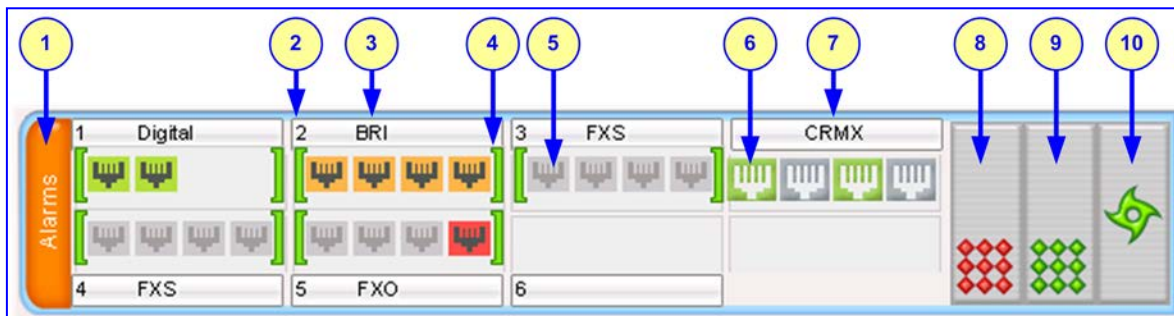 1 2 3 4 5 6 7 8 9 10
Alarms
1 Digital 2 BRI 3 FXS CRMX
4 FXS 5 FXO 6